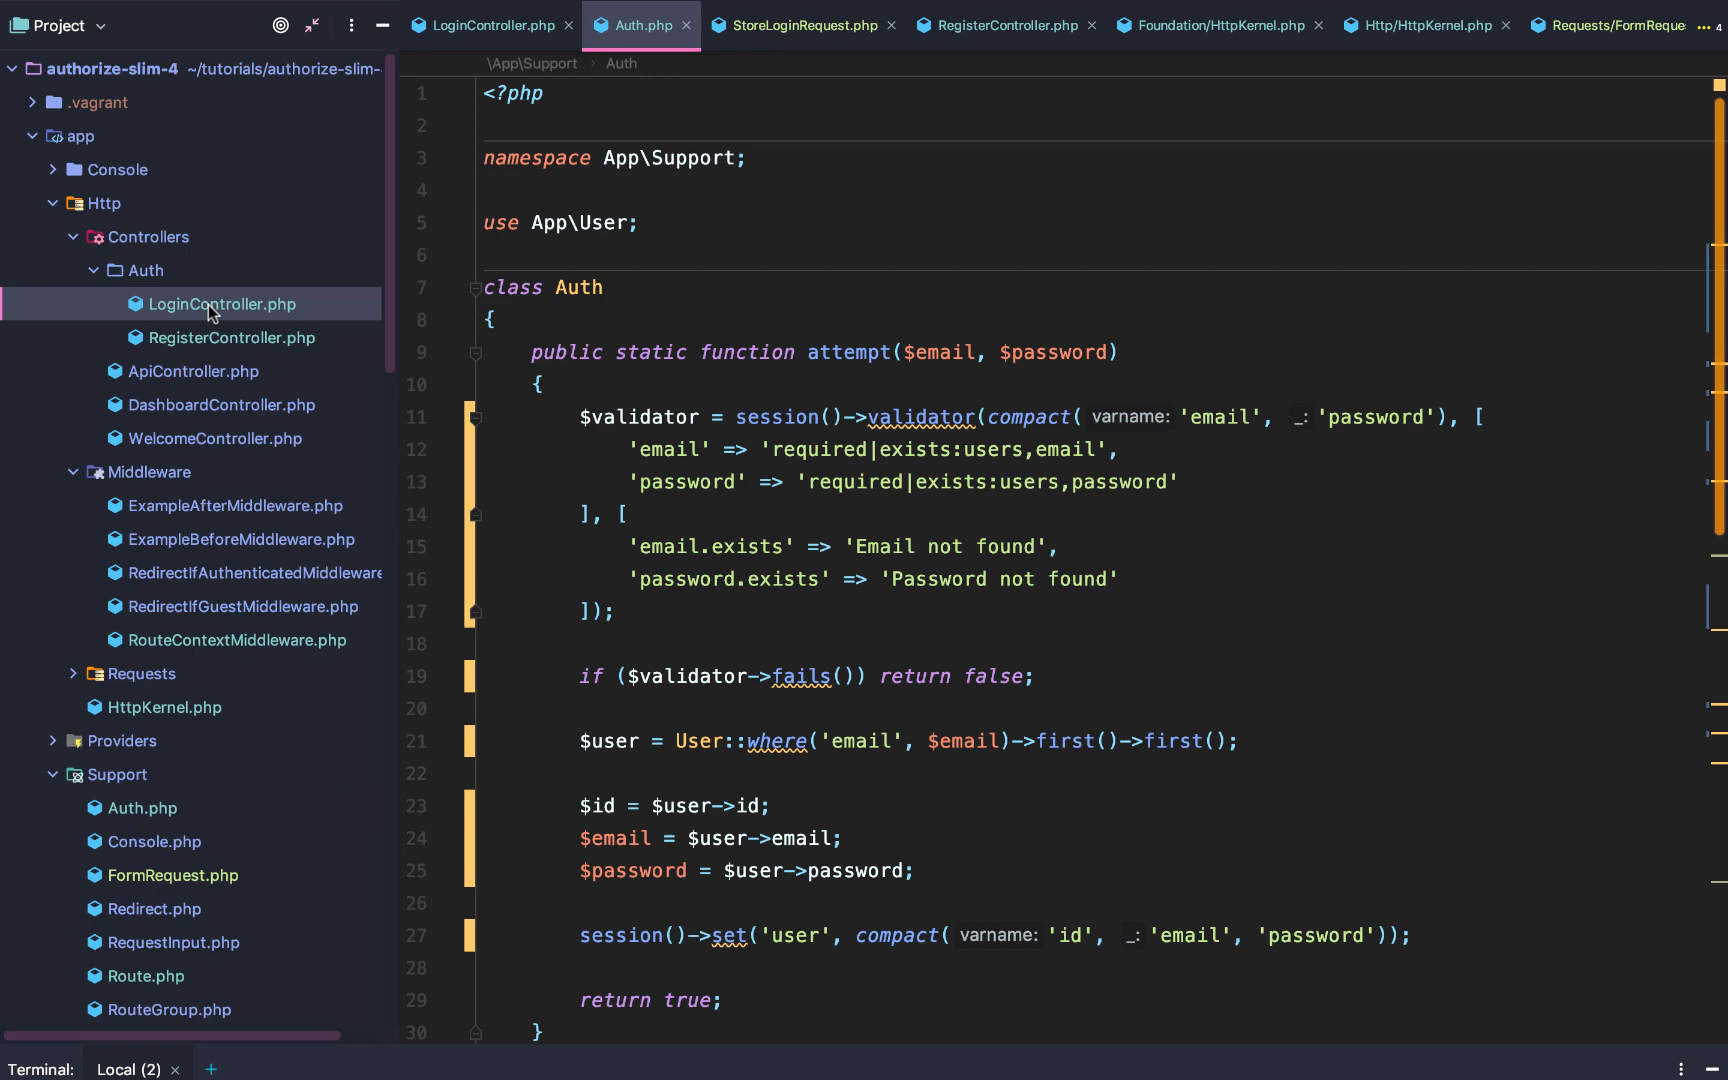 Project
LoginController.php
Auth.php
StoreLoginRequest.php
RegisterController.php
Foundation/HttpKernel.php
Http/HttpKernel.php
Requests/FormReque
4
authorize-slim-4 ~/tutorials/authorize-slim-
.vagrant
app
Console
Http
Controllers
Auth
LoginController.php
RegisterController.php
ApiController.php
DashboardController.php
WelcomeController.php
Middleware
ExampleAfterMiddleware.php
ExampleBeforeMiddleware.php
RedirectIfAuthenticatedMiddleware
RedirectIfGuestMiddleware.php
RouteContextMiddleware.php
Requests
HttpKernel.php
Providers
Support
Auth.php
Console.php
FormRequest.php
Redirect.php
RequestInput.php
Route.php
RouteGroup.php
\App\Support › Auth
1 <?php
2
3 namespace App\Support;
4
5 use App\User;
6
7 class Auth
8 {
9 public static function attempt($email, $password)
10 {
11 $validator = session()->validator(compact( varname: 'email', _: 'password'), [
12 'email' => 'required|exists:users,email',
13 'password' => 'required|exists:users,password'
14 ], [
15 'email.exists' => 'Email not found',
16 'password.exists' => 'Password not found'
17 ]);
18
19 if ($validator->fails()) return false;
20
21 $user = User::where('email', $email)->first()->first();
22
23 $id = $user->id;
24 $email = $user->email;
25 $password = $user->password;
26
27 session()->set('user', compact( varname: 'id', _: 'email', 'password'));
28
29 return true;
30 }
Terminal: Local (2) × +